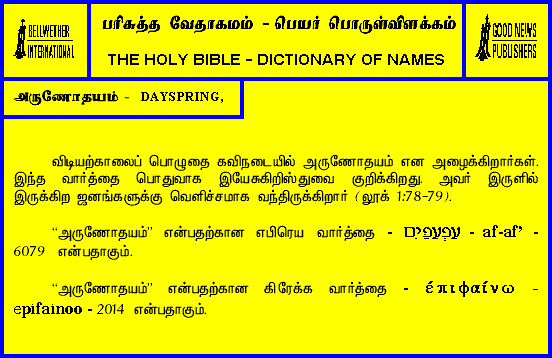 BELLWETHER
INTERNATIONAL
பரிசுத்த வேதாகமம் - பெயர் பொருள்விளக்கம்
THE HOLY BIBLE - DICTIONARY OF NAMES
GOOD NEWS
PUBLISHERS
அருணோதயம் - DAYSPRING,
விடியற்காலைப் பொழுதை கவிநடையில் அருணோதயம் என அழைக்கிறார்கள்.
இந்த வார்த்தை பொதுவாக இயேசுகிறிஸ்துவை குறிக்கிறது. அவர் இருளில்
இருக்கிற ஜனங்களுக்கு வெளிச்சமாக வந்திருக்கிறார் (லூக் 1:78-79).
“அருணோதயம்” என்பதற்கான எபிரெய வார்த்தை - עפעפים - af-af’ -
6079 என்பதாகும்.
“அருணோதயம்” என்பதற்கான கிரேக்க வார்த்தை - έπιφαίνω -
epifainoo - 2014 என்பதாகும்.